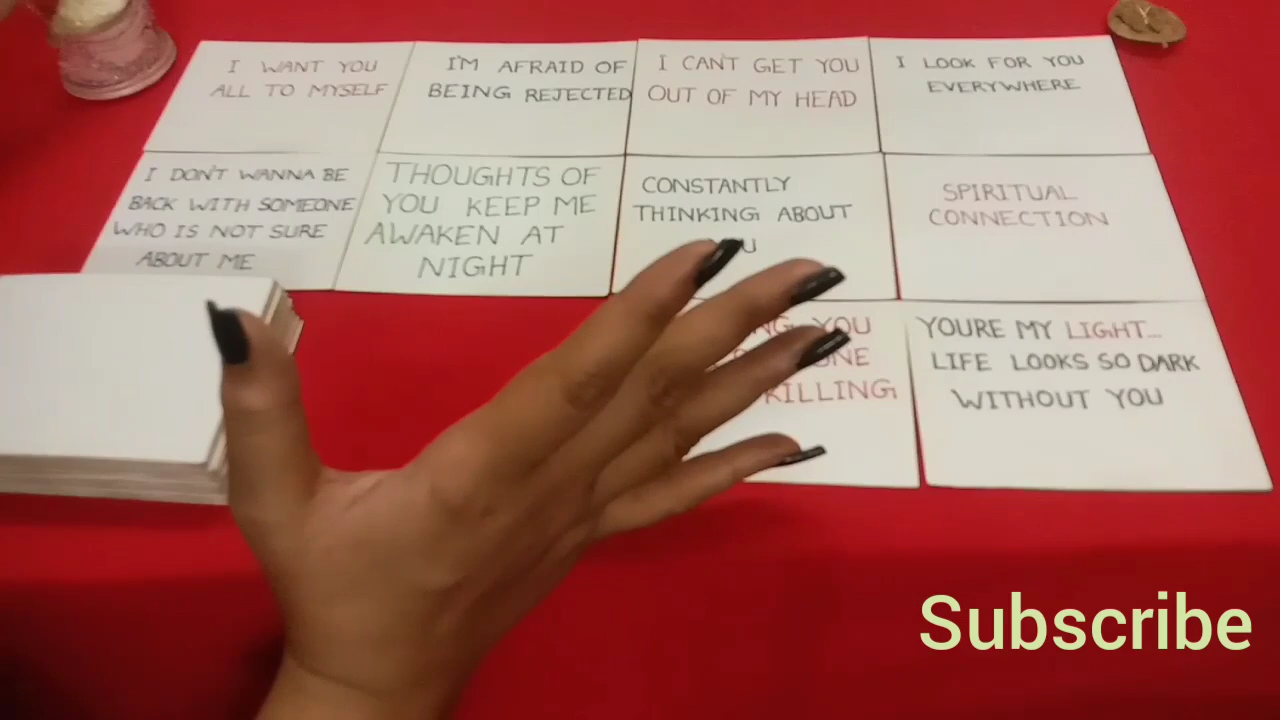 I WANT YOU
ALL TO MYSELF
I'M AFRAID OF
BEING REJECTED
I CAN'T GET YOU
OUT OF MY HEAD
I LOOK FOR YOU
EVERYWHERE
I DON'T WANNA BE
BACK WITH SOMEONE
WHO IS NOT SURE
ABOUT ME
THOUGHTS OF
YOU KEEP ME
AWAKEN AT
NIGHT
CONSTANTLY
THINKING ABOUT
SPIRITUAL
CONNECTION
YOU
KILLING
YOURE MY LIGHT...
LIFE LOOKS SO DARK
WITHOUT YOU
Subscribe